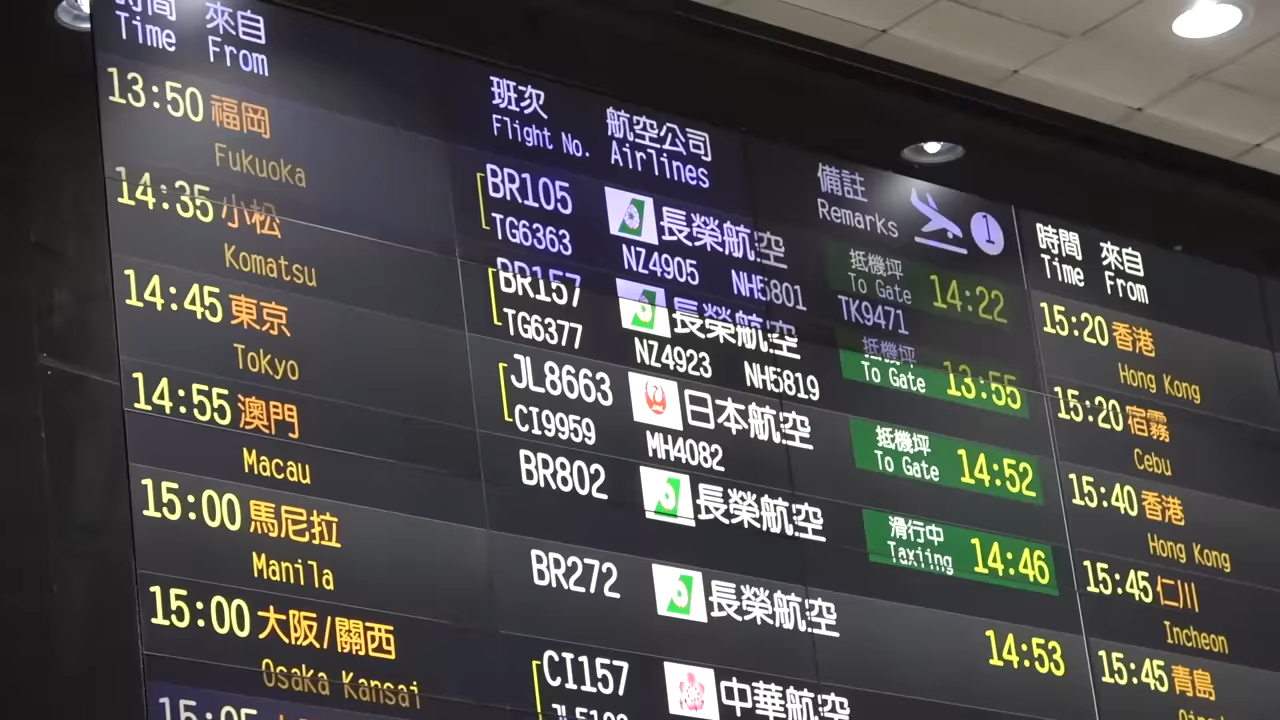 時間 來自
Time From
班次 航空公司
Flight No. Airlines
備註
Remarks 1
13:50 福岡
Fukuoka
BR105 長榮航空 抵機坪 To Gate 14:22
TG6363 NZ4905 NH5801 TK9471
14:35 小松
Komatsu
BR157 長榮航空 抵機坪 To Gate 13:55
TG6377 NZ4923 NH5819
14:45 東京
Tokyo
JL8663 日本航空 抵機坪 To Gate 14:52
CI9959 MH4082
14:55 澳門
Macau
BR802 長榮航空 滑行中 Taxiing 14:46
15:00 馬尼拉
Manila
BR272 長榮航空 14:53
15:00 大阪/關西
Osaka Kansai
CI157 中華航空
時間 來自
Time From
15:20 香港
Hong Kong
15:20 宿霧
Cebu
15:40 香港
Hong Kong
15:45 仁川
Incheon
15:45 青島